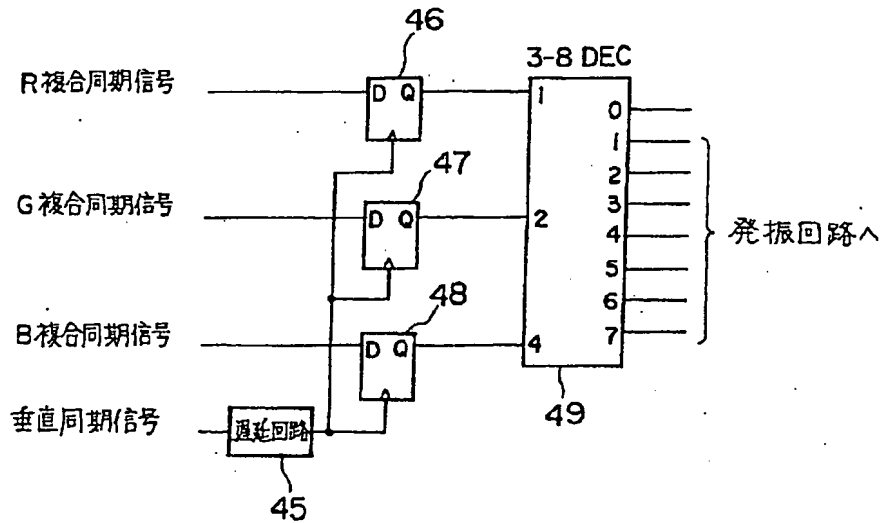 46
3-8 DEC
R複合同期信号
D Q
1
0
1
47
2
G複合同期信号
D Q
2
3
4
発振回路へ
5
48
6
B複合同期信号
D Q
4
7
垂直同期信号
遅延回路
49
45